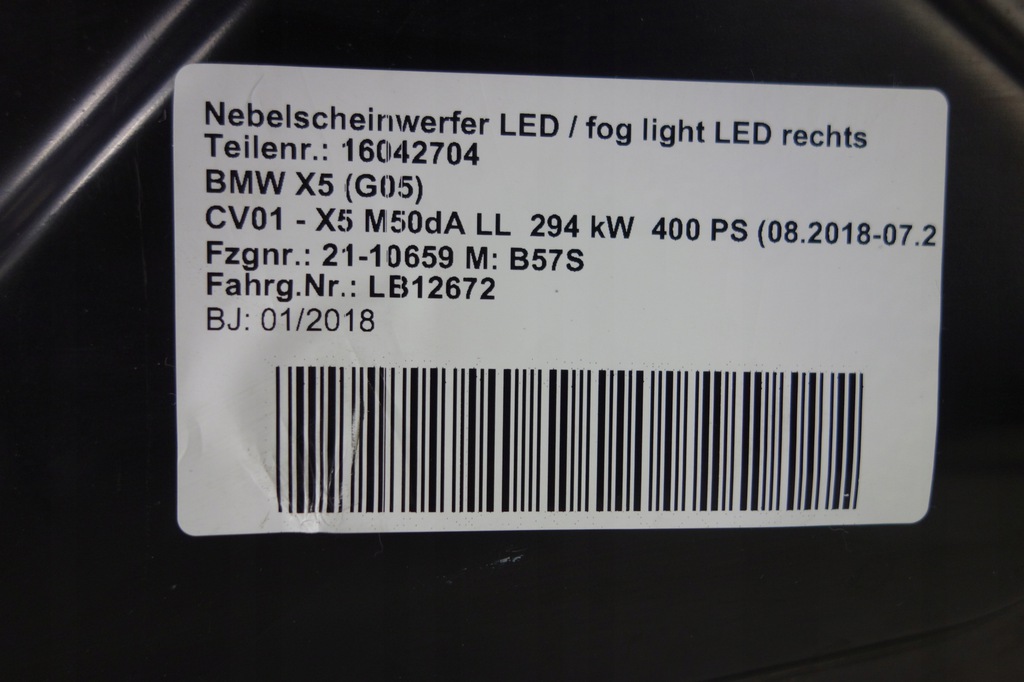 Nebelscheinwerfer LED / fog light LED rechts
Teilenr.: 16042704
BMW X5 (G05)
CV01 - X5 M50dA LL 294 kW 400 PS (08.2018-07.2
Fzgnr.: 21-10659 M: B57S
Fahrg.Nr.: LB12672
BJ: 01/2018